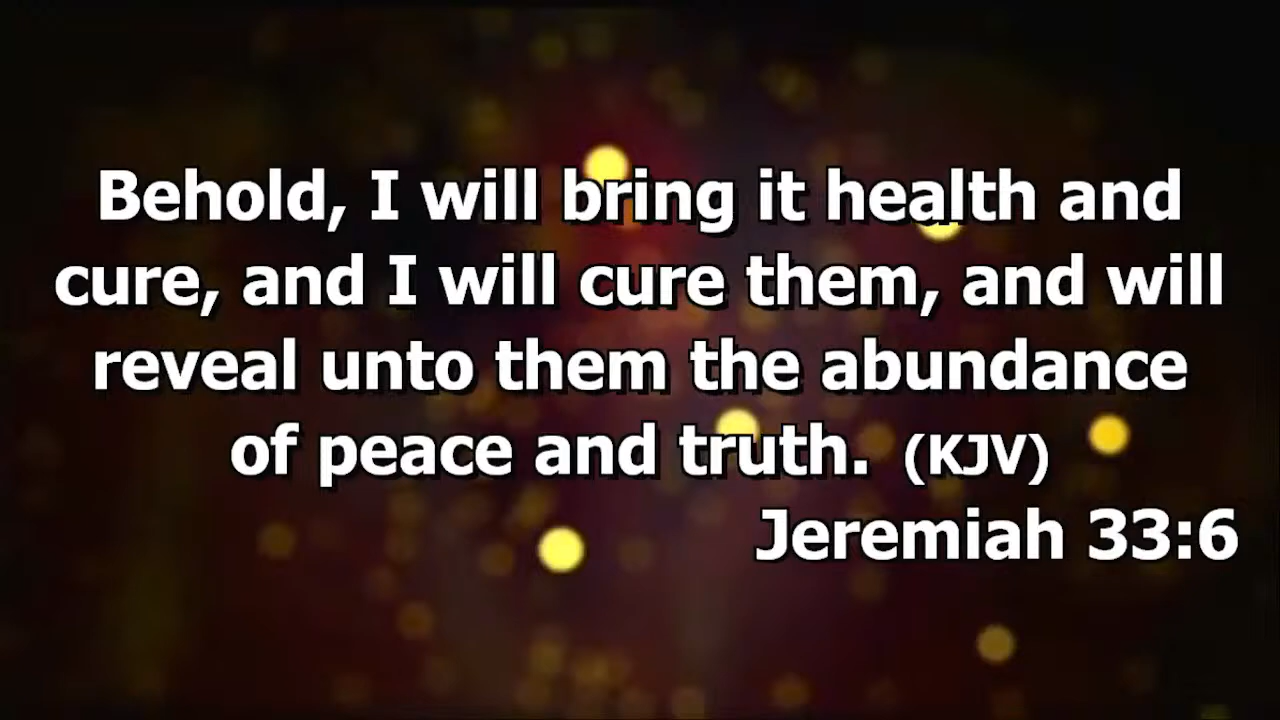 Behold, I will bring it health and
cure, and I will cure them, and will
reveal unto them the abundance
of peace and truth. (KJV)
Jeremiah 33:6